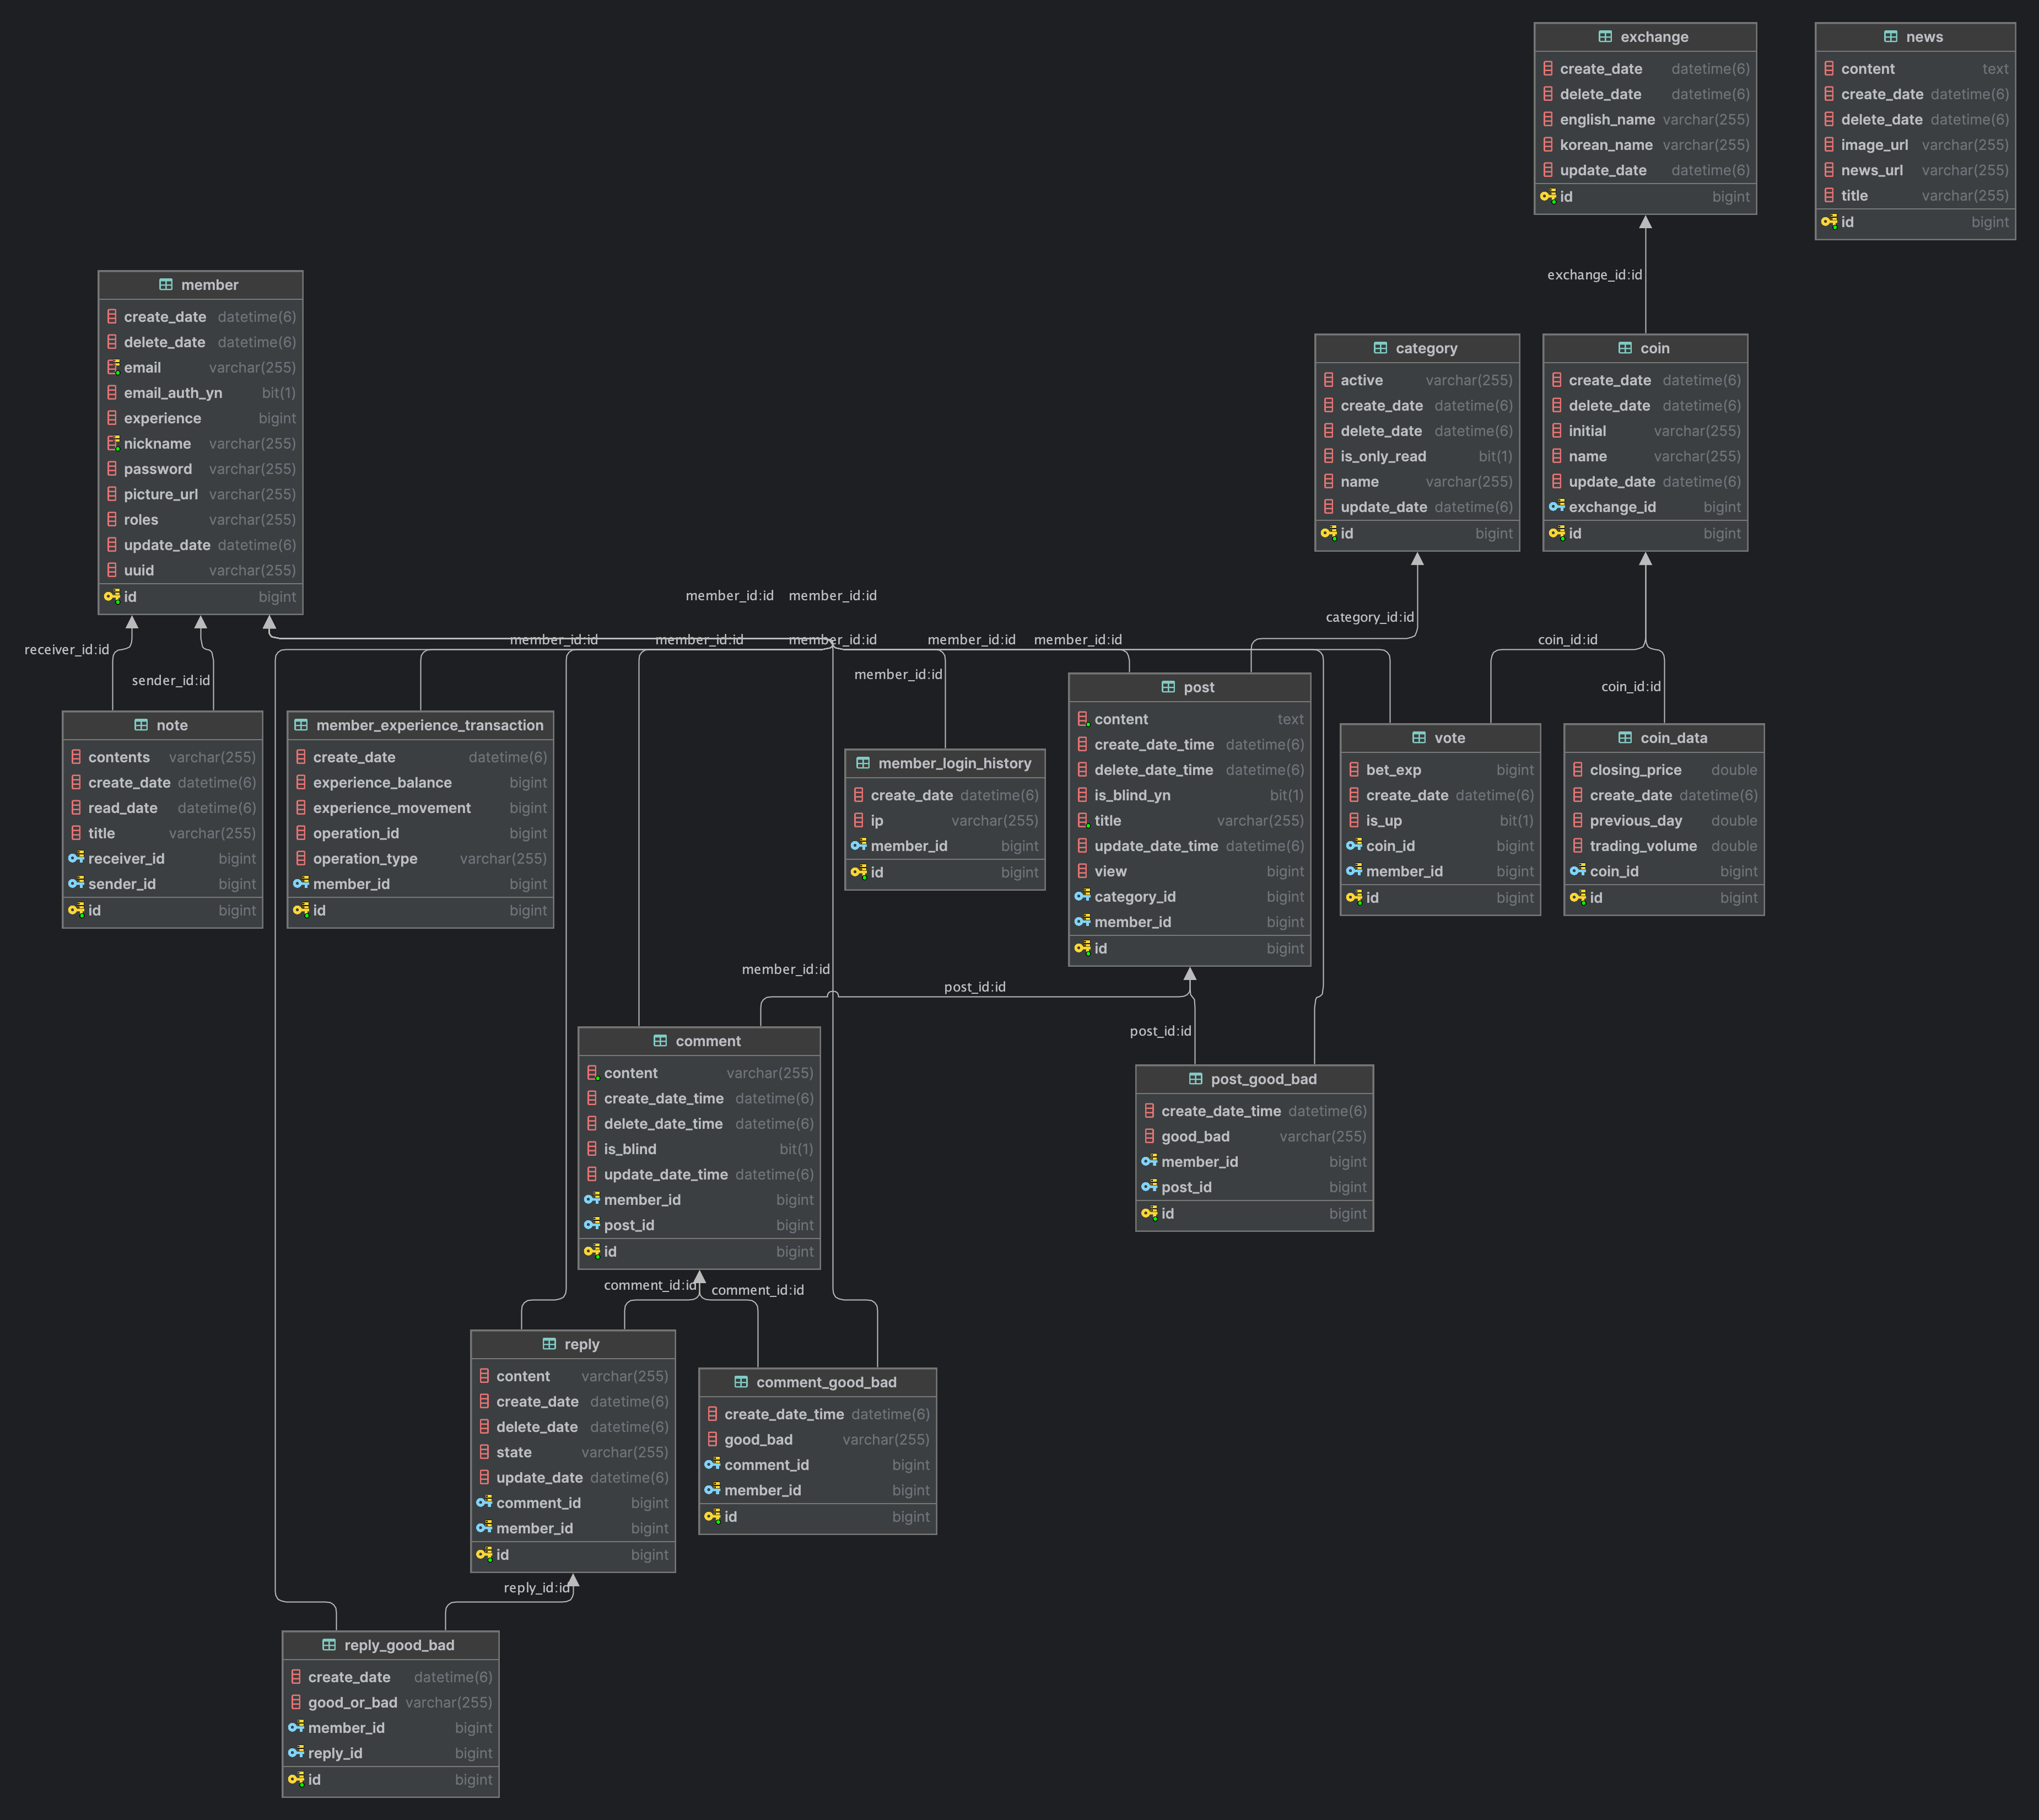 exchange
create_date datetime(6)
delete_date datetime(6)
english_name varchar(255)
korean_name varchar(255)
update_date datetime(6)
id bigint
news
content text
create_date datetime(6)
delete_date datetime(6)
image_url varchar(255)
news_url varchar(255)
title varchar(255)
id bigint
exchange_id:id
member
create_date datetime(6)
delete_date datetime(6)
email varchar(255)
email_auth_yn bit(1)
experience bigint
nickname varchar(255)
password varchar(255)
picture_url varchar(255)
roles varchar(255)
update_date datetime(6)
uuid varchar(255)
id bigint
category
active varchar(255)
create_date datetime(6)
delete_date datetime(6)
is_only_read bit(1)
name varchar(255)
update_date datetime(6)
id bigint
coin
create_date datetime(6)
delete_date datetime(6)
initial varchar(255)
name varchar(255)
update_date datetime(6)
exchange_id bigint
id bigint
member_id:id member_id:id
category_id:id
member_id:id member_id:id member_id:id member_id:id member_id:id
coin_id:id
receiver_id:id
sender_id:id
member_id:id
coin_id:id
note
contents varchar(255)
create_date datetime(6)
read_date datetime(6)
title varchar(255)
receiver_id bigint
sender_id bigint
id bigint
member_experience_transaction
create_date datetime(6)
experience_balance bigint
experience_movement bigint
operation_id bigint
operation_type varchar(255)
member_id bigint
id bigint
member_login_history
create_date datetime(6)
ip varchar(255)
member_id bigint
id bigint
post
content text
create_date_time datetime(6)
delete_date_time datetime(6)
is_blind_yn bit(1)
title varchar(255)
update_date_time datetime(6)
view bigint
category_id bigint
member_id bigint
id bigint
vote
bet_exp bigint
create_date datetime(6)
is_up bit(1)
coin_id bigint
member_id bigint
id bigint
coin_data
closing_price double
create_date datetime(6)
previous_day double
trading_volume double
coin_id bigint
id bigint
member_id:id
post_id:id
post_id:id
comment
content varchar(255)
create_date_time datetime(6)
delete_date_time datetime(6)
is_blind bit(1)
update_date_time datetime(6)
member_id bigint
post_id bigint
id bigint
post_good_bad
create_date_time datetime(6)
good_bad varchar(255)
member_id bigint
post_id bigint
id bigint
comment_id:id
comment_id:id
reply
content varchar(255)
create_date datetime(6)
delete_date datetime(6)
state varchar(255)
update_date datetime(6)
comment_id bigint
member_id bigint
id bigint
comment_good_bad
create_date_time datetime(6)
good_bad varchar(255)
comment_id bigint
member_id bigint
id bigint
reply_id:id
reply_good_bad
create_date datetime(6)
good_or_bad varchar(255)
member_id bigint
reply_id bigint
id bigint